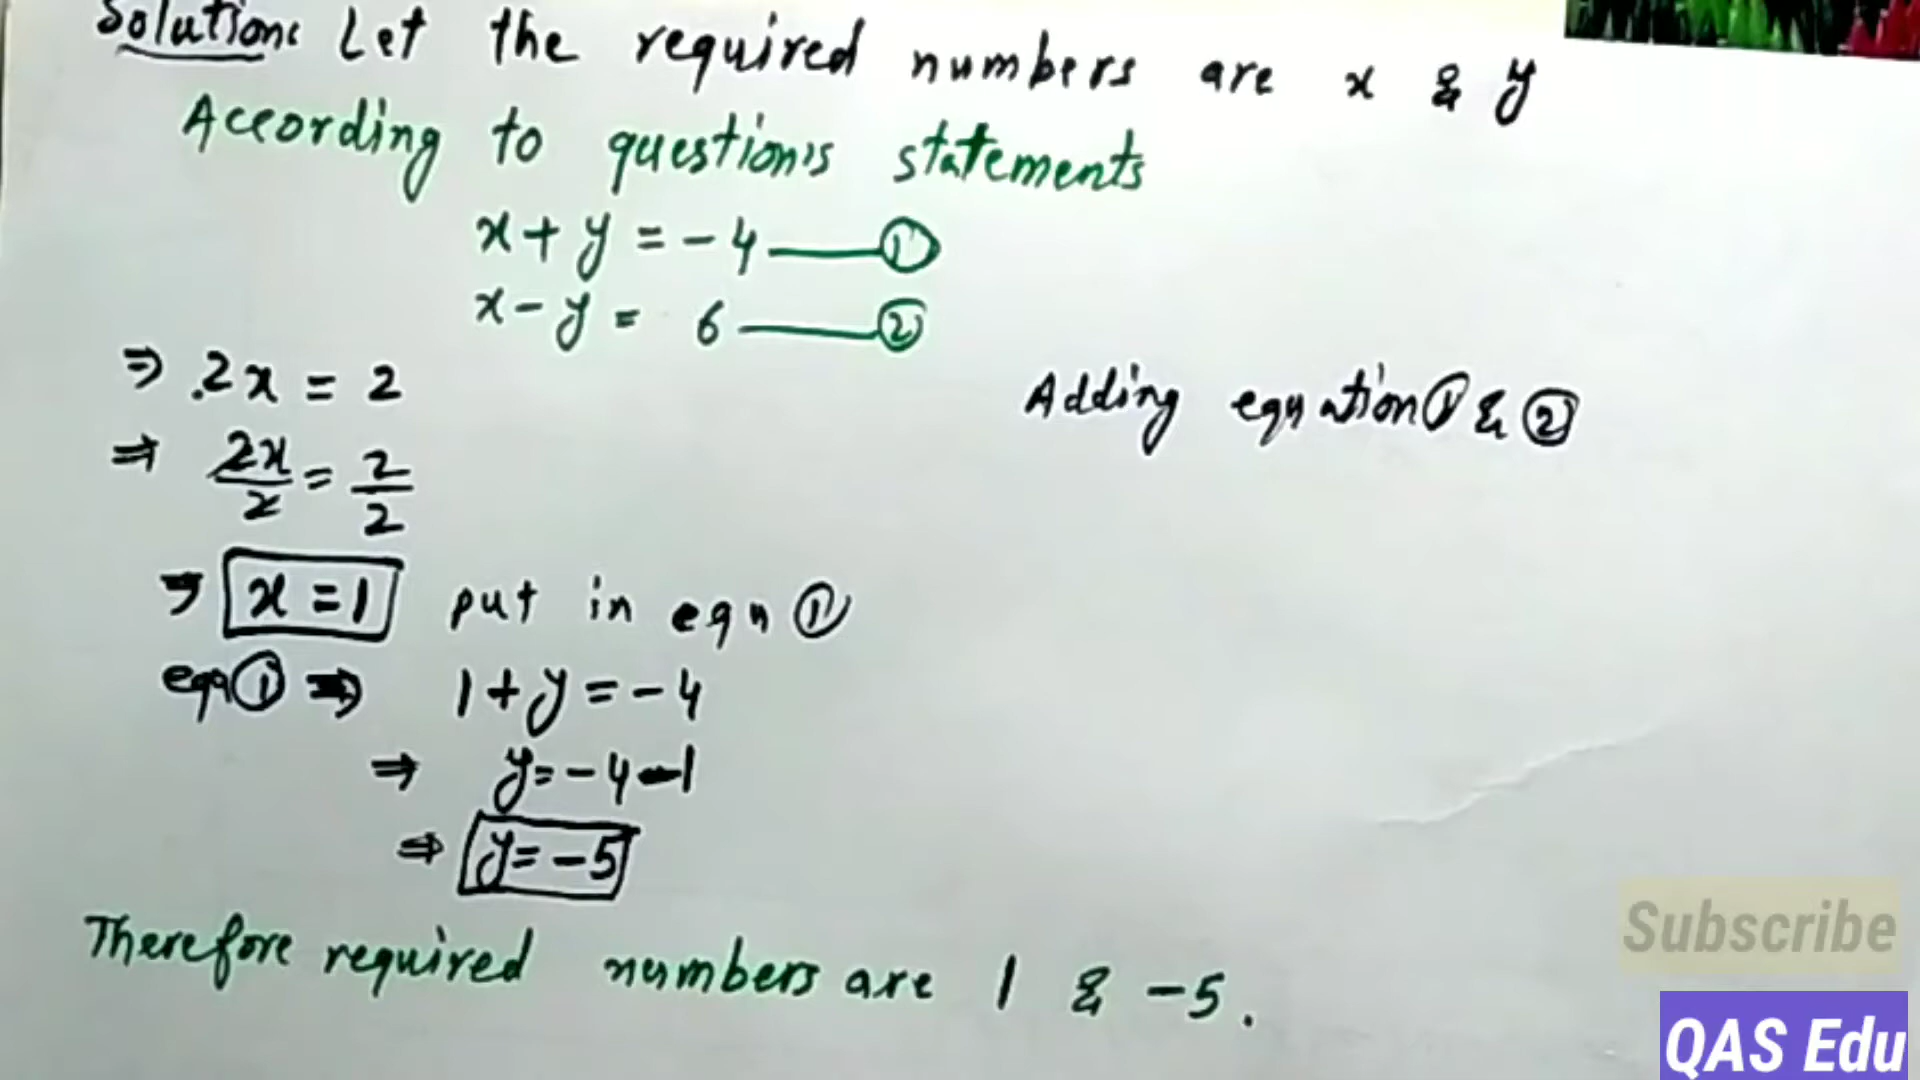 Solution: Let the required numbers are x & y
According to question's statements
x + y = - 4 ——— ①
x - y = 6 ——— ②
⇒ 2x = 2 Adding equation ① & ②
⇒ 2x/2 = 2/2
⇒ x = 1 put in eqn ①
eqn ① ⇒ 1 + y = - 4
⇒ y = - 4 - 1
⇒ y = - 5
Therefore required numbers are 1 & - 5 .
Subscribe
QAS Edu